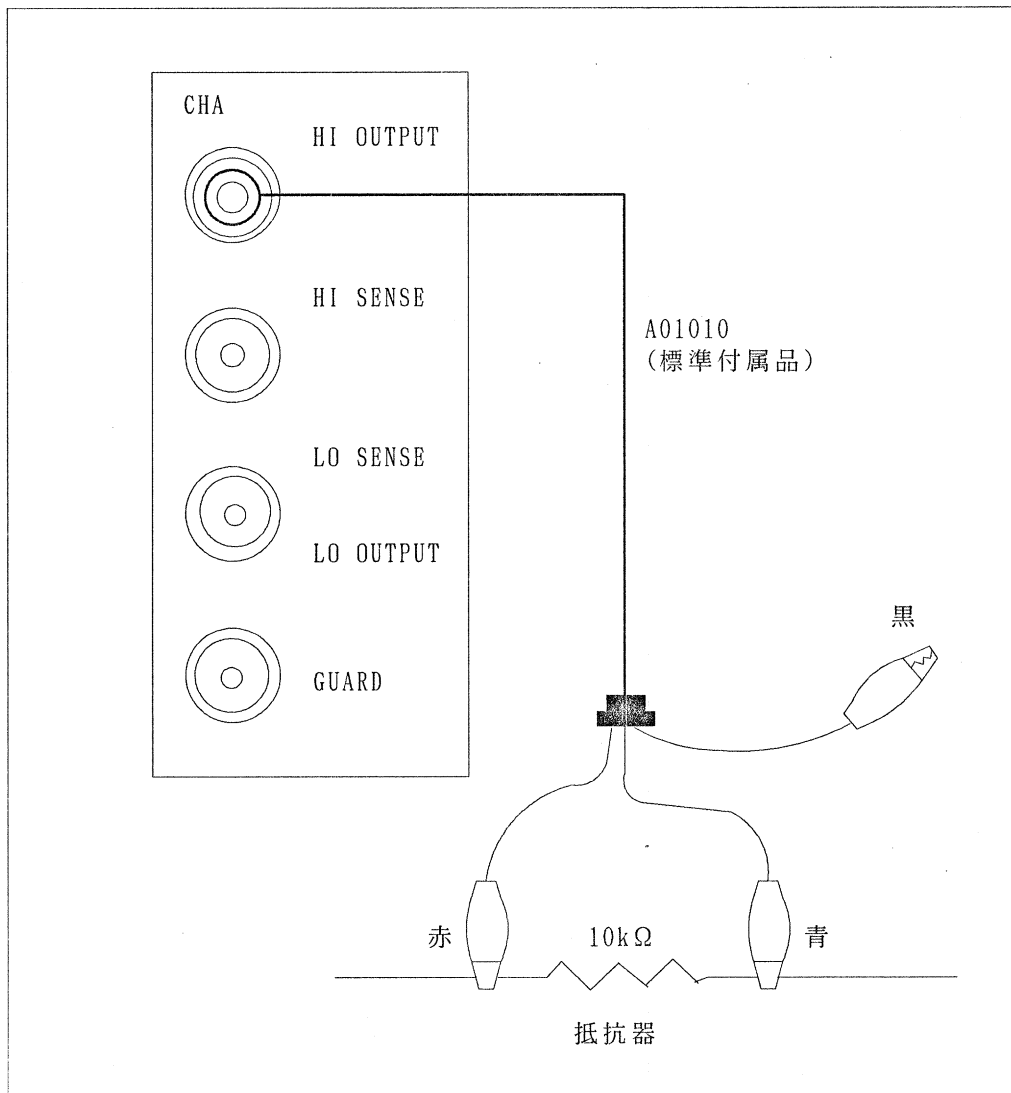 CHA
HI OUTPUT
HI SENSE
A01010
(標準付属品)
LO SENSE
LO OUTPUT
黒
GUARD
赤
10kΩ
青
抵抗器